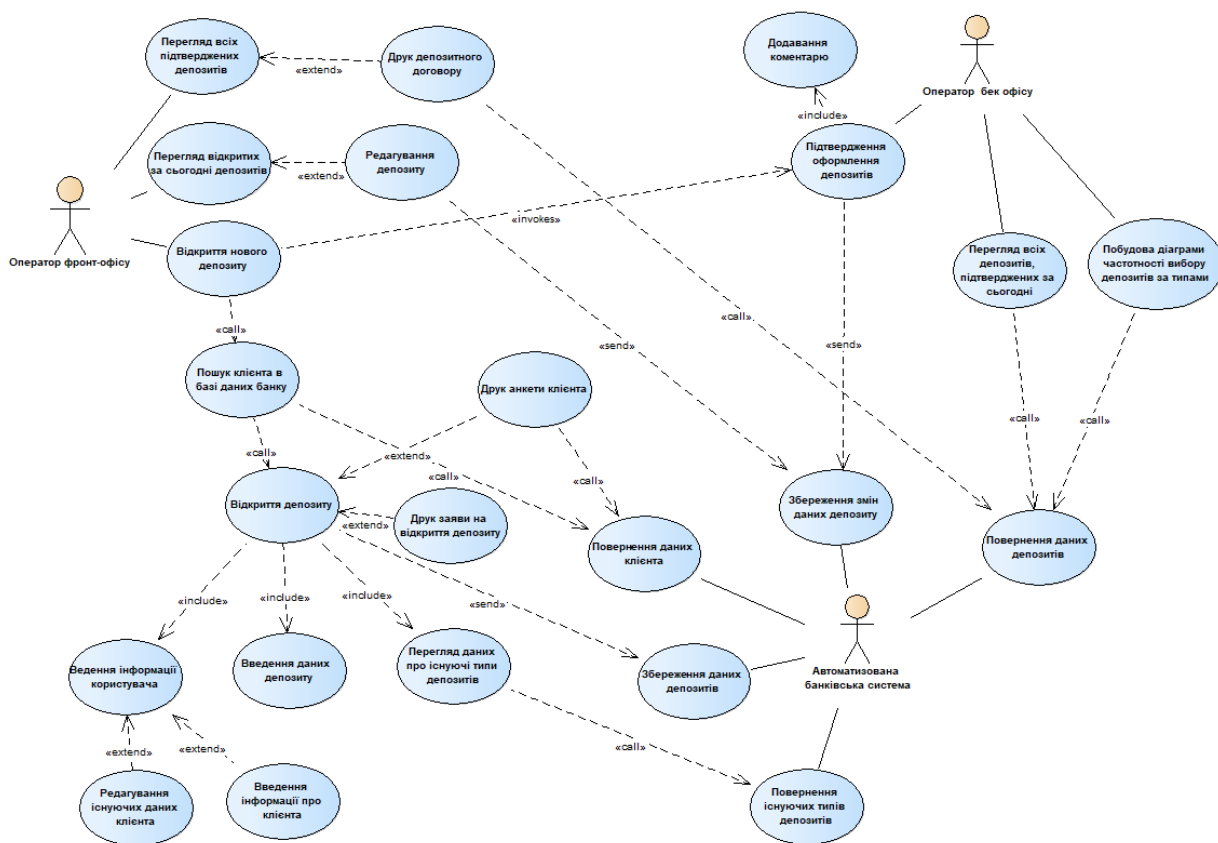 Перегляд всіх
підтверджених
депозитів
«extend»
Друк депозитного
договору
Додавання
коментарю
«include»
Оператор бек офісу
Перегляд відкритих
за сьогодні депозитів
«extend»
Редагування
депозиту
Підтвердження
оформлення
депозитів
Оператор фронт-офісу
Відкриття нового
депозиту
«invokes»
Перегляд всіх
депозитів,
підтверджених за
сьогодні
Побудова діаграми
частотності вибору
депозитів за типами
«call»
«send»
«call»
«send»
Пошук клієнта в
базі даних банку
Друк анкети клієнта
«call»
«call»
«call»
«extend»
«call»
«call»
Відкриття депозиту
«extend»
Друк заяви на
відкриття депозиту
Збереження змін
даних депозиту
Повернення даних
клієнта
Повернення даних
депозитів
«include»
«include»
«include»
«send»
Ведення інформації
користувача
Введення даних
депозиту
Перегляд даних
про існуючі типи
депозитів
Збереження даних
депозитів
Автоматизована
банківська система
«extend»
«extend»
«call»
Редагування
існуючих даних
клієнта
Введення
інформації про
клієнта
Повернення
існуючих типів
депозитів